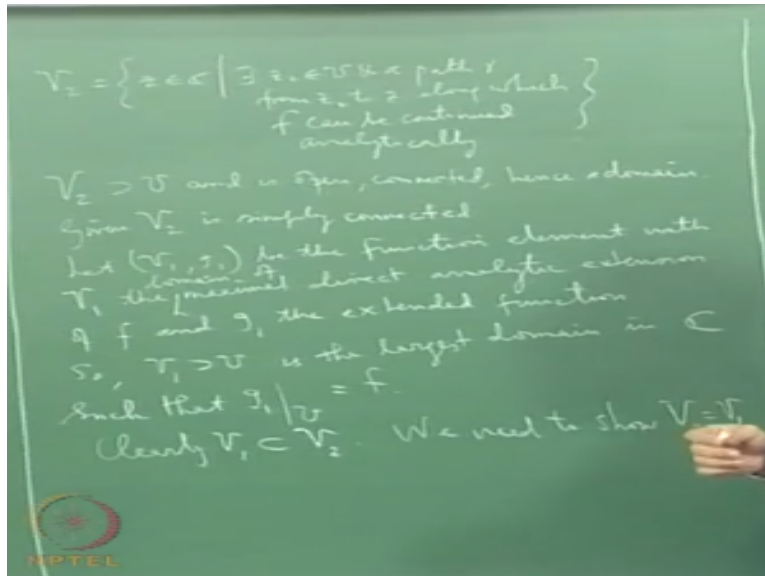 V₂ = { z ∈ ℂ | ∃ z₀ ∈ U & a path γ
from z₀ to z along which
f can be continued
analytically }
V₂ ⊃ U and is open, connected, hence a domain.
Given V₂ is simply connected
Let (V₁, g₁) be the function element with
domain of
V₁ the maximal direct analytic extension
of f and g₁ the extended function
So, V₁ ⊃ U is the largest domain in ℂ
such that g₁|U = f.
Clearly V₁ ⊂ V₂. We need to show V₂ = V₁
NPTEL